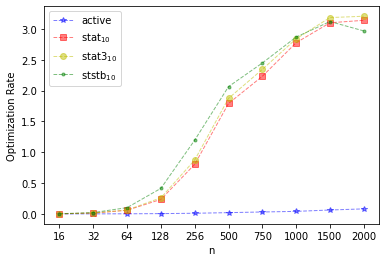 active
stat₁₀
stat3₁₀
ststb₁₀
Optimization Rate
3.0
2.5
2.0
1.5
1.0
0.5
0.0
16 32 64 128 256 500 750 1000 1500 2000
n